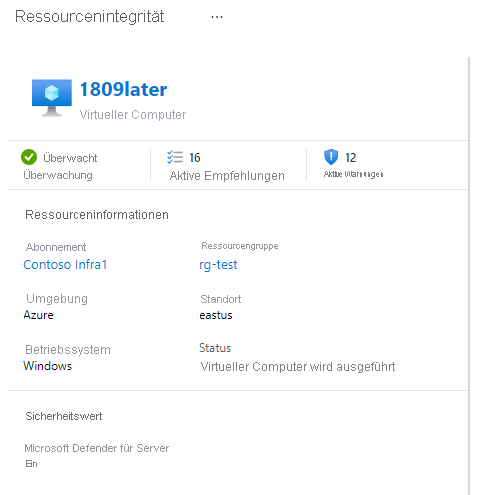 Ressourcenintegrität ...
1809later
Virtueller Computer
Überwacht
Überwachung
16
Aktive Empfehlungen
12
Aktive Warnungen
Ressourceninformationen
Abonnement
Contoso Infra1
Ressourcengruppe
rg-test
Umgebung
Azure
Standort
eastus
Betriebssystem
Windows
Status
Virtueller Computer wird ausgeführt
Sicherheitswert
Microsoft Defender für Server
Ein